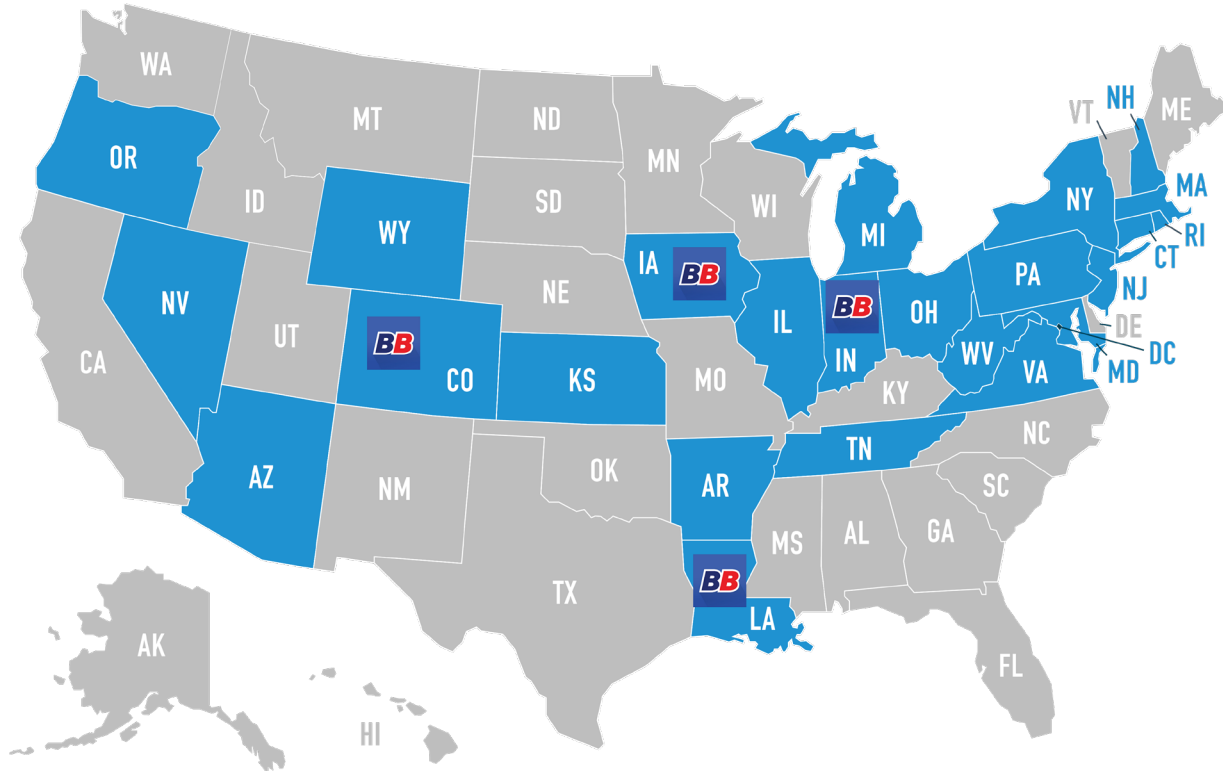 WA
MT
ND
MN
VT
NH
ME
OR
ID
SD
WI
MI
NY
MA
RI
CT
WY
IA
BB
NE
NV
UT
CA
BB
CO
KS
MO
IL
BB
IN
OH
PA
NJ
DE
DC
MD
WV
VA
KY
NC
TN
AZ
NM
OK
AR
SC
MS
AL
GA
TX
BB
LA
FL
AK
HI